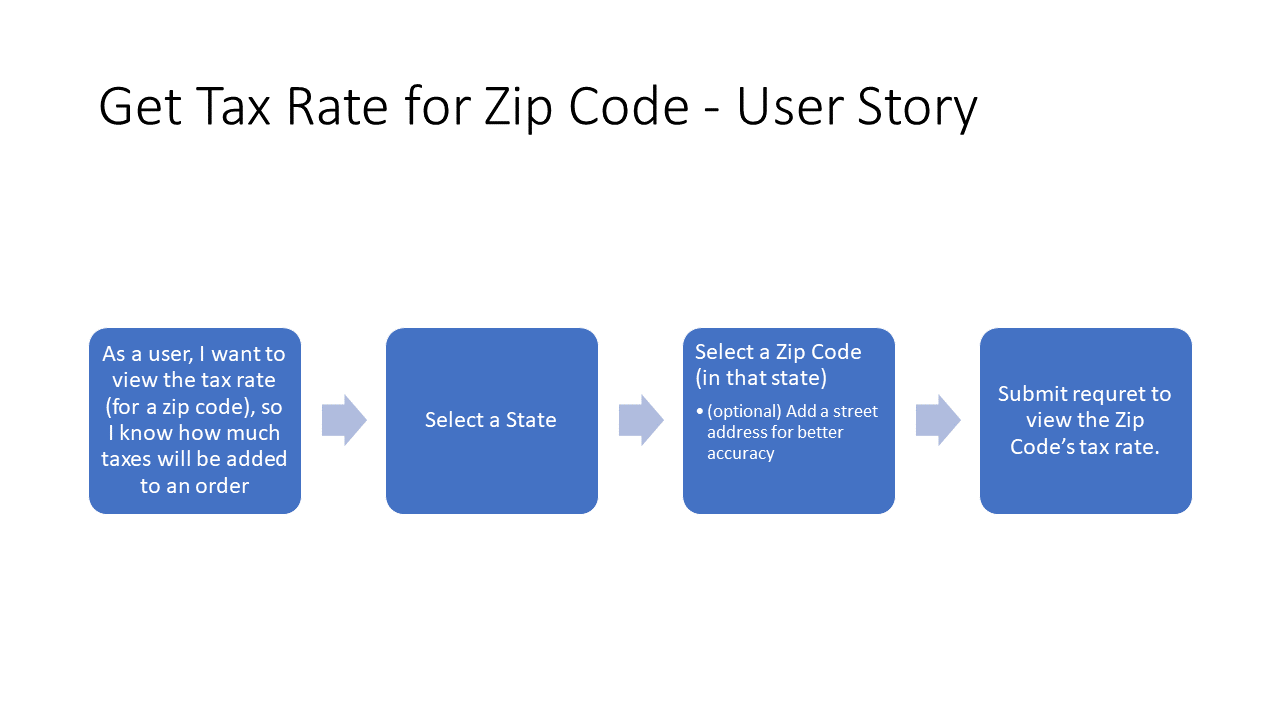 Get Tax Rate for Zip Code - User Story
As a user, I want to
view the tax rate
(for a zip code), so
I know how much
taxes will be added
to an order
Select a State
Select a Zip Code
(in that state)
• (optional) Add a street
address for better
accuracy
Submit requret to
view the Zip
Code’s tax rate.